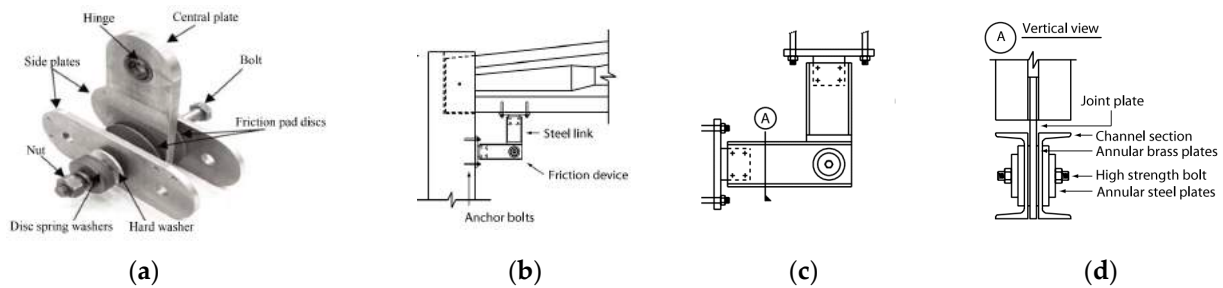 Hinge
Central plate
Side plates
Bolt
Friction pad discs
Nut
Disc spring washers
Hard washer
(a)
Steel link
Friction device
Anchor bolts
(b)
A
(c)
A
Vertical view
Joint plate
Channel section
Annular brass plates
High strength bolt
Annular steel plates
(d)